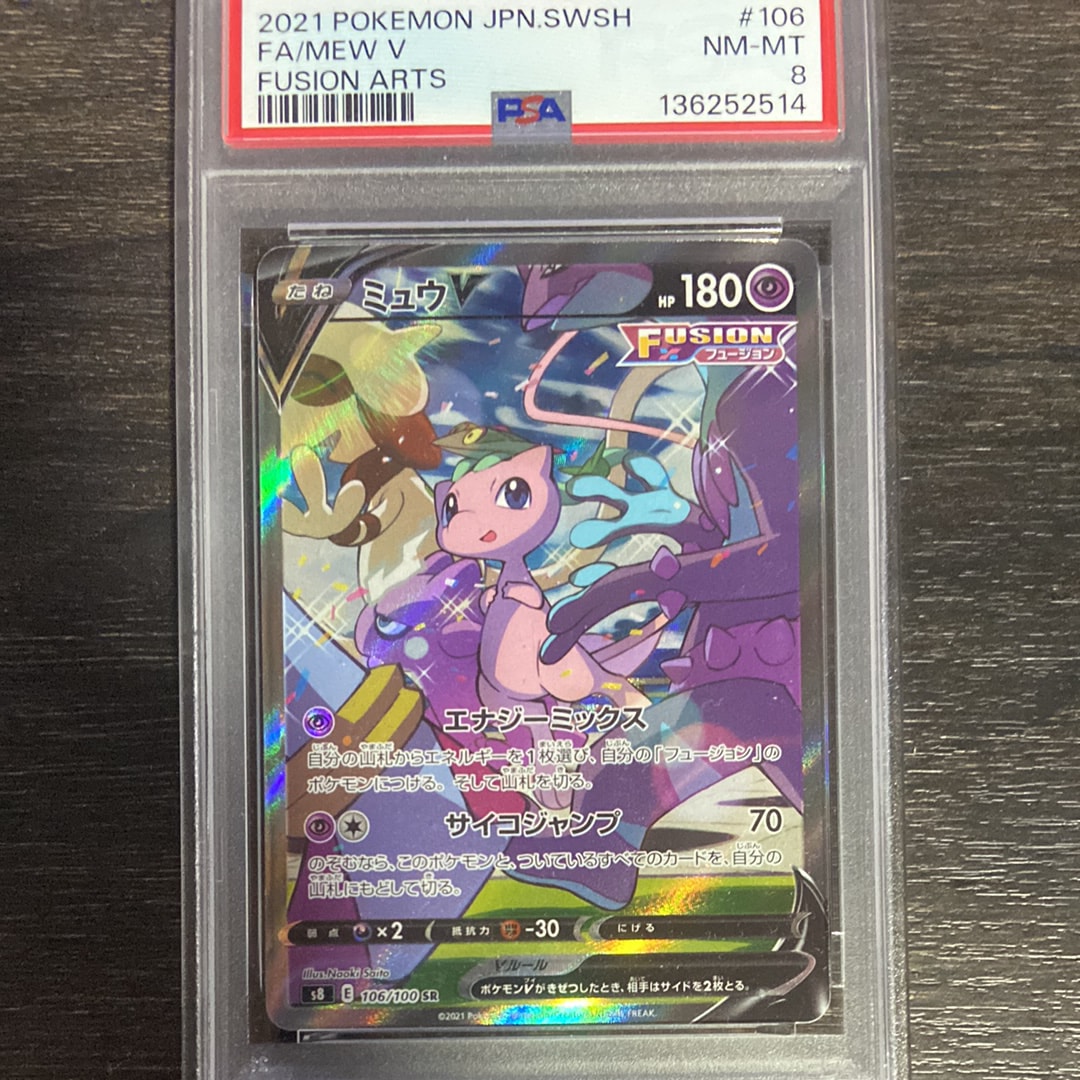 2021 POKEMON JPN.SWSH #106
FA/MEW V NM-MT
FUSION ARTS 8
PSA 136252514
たね ミュウV HP 180
FUSION
フュージョン
エナジーミックス
自分の山札からエネルギーを1枚選び、自分の「フュージョン」の
ポケモンにつける。そして山札を切る。
サイコジャンプ 70
のぞむなら、このポケモンと、ついているすべてのカードを、自分の
山札にもどして切る。
弱点 ×2 抵抗力 -30 にげる
Illus. Naoki Saito Vルール
s8 E 106/100 SR ポケモンVがきぜつしたとき、相手はサイドを2枚とる。
©2021 FREAK.